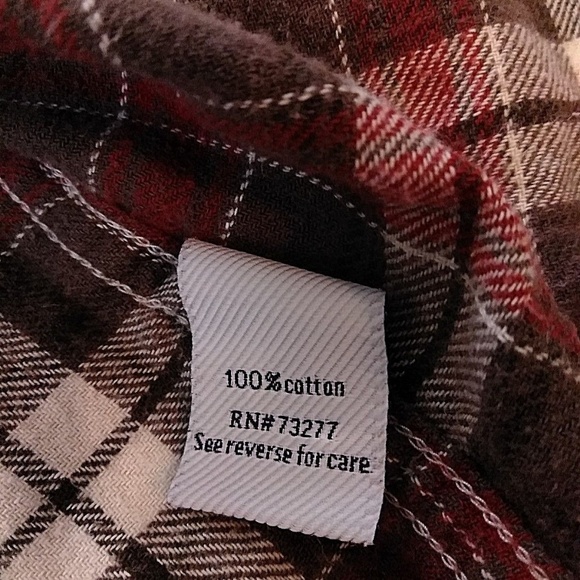 100% cotton
RN# 73277
See reverse for care